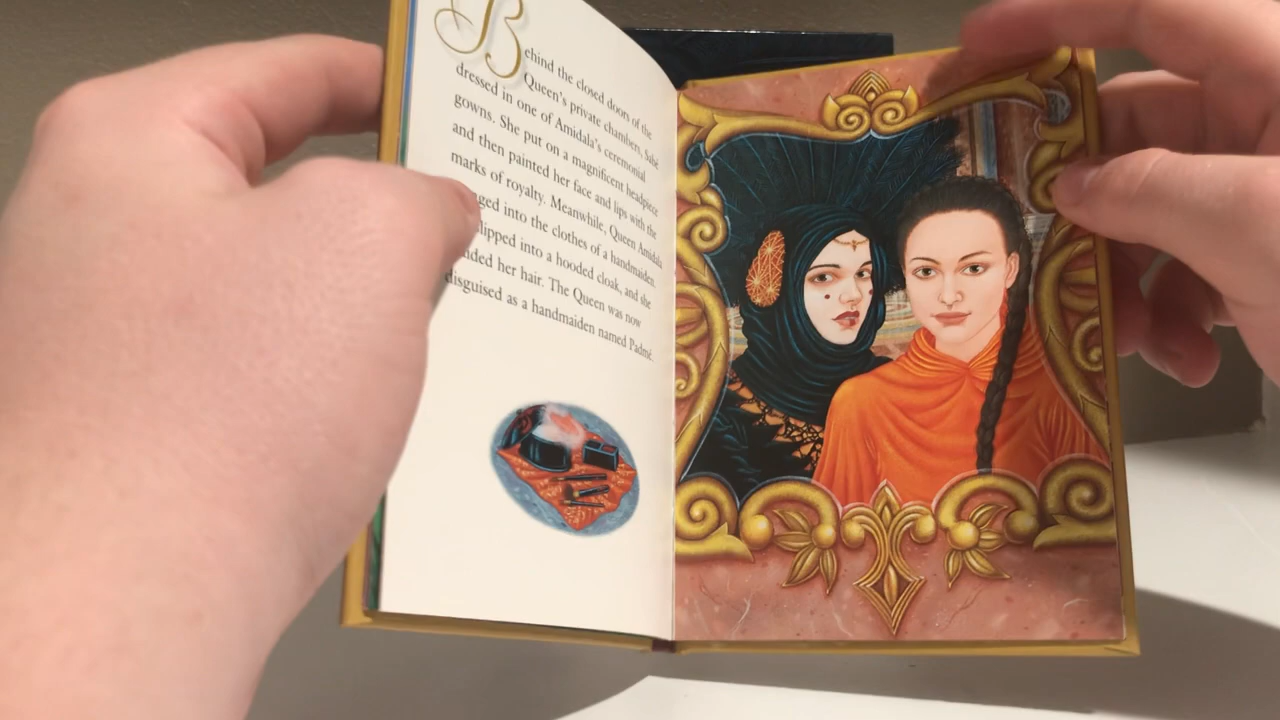 Behind the closed doors of the
Queen's private chambers, Sabé
dressed in one of Amidala's ceremonial
gowns. She put on a magnificent headpiece
and then painted her face and lips with the
marks of royalty. Meanwhile, Queen Amidala
nged into the clothes of a handmaiden.
lipped into a hooded cloak, and she
ided her hair. The Queen was now
disguised as a handmaiden named Padmé.